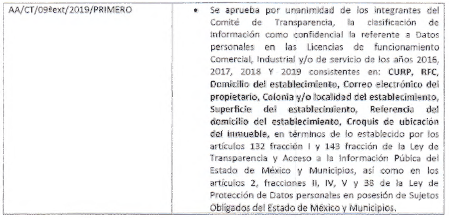 AA/CT/09ªext/2019/PRIMERO
• Se aprueba por unanimidad de los integrantes del
Comité de Transparencia, la clasificación de
Información como confidencial la referente a Datos
personales en las Licencias de funcionamiento
Comercial, Industrial y/o de servicio de los años 2016,
2017, 2018 Y 2019 consistentes en: CURP, RFC,
Domicilio del establecimiento, Correo electrónico del
propietario, Colonia y/o localidad del establecimiento,
Superficie del establecimiento, Referencia del
domicilio del establecimiento, Croquis de ubicación
del inmueble, en términos de lo establecido por los
artículos 132 fracción I y 143 fracción de la Ley de
Transparencia y Acceso a la Información Púbica del
Estado de México y Municipios, así como en los
artículos 2, fracciones II, IV, V y 38 de la Ley de
Protección de Datos personales en posesión de Sujetos
Obligados del Estado de México y Municipios.